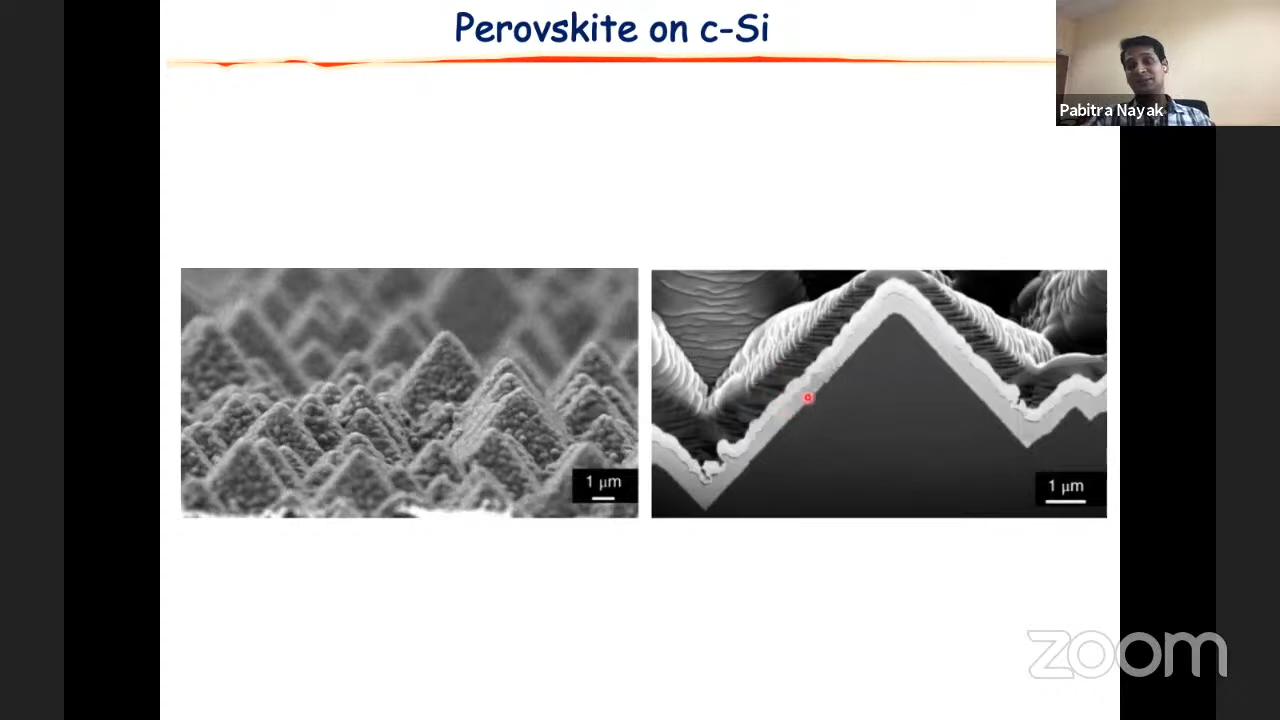 Perovskite on c-Si
Pabitra Nayak
1 μm
1 μm
zoom